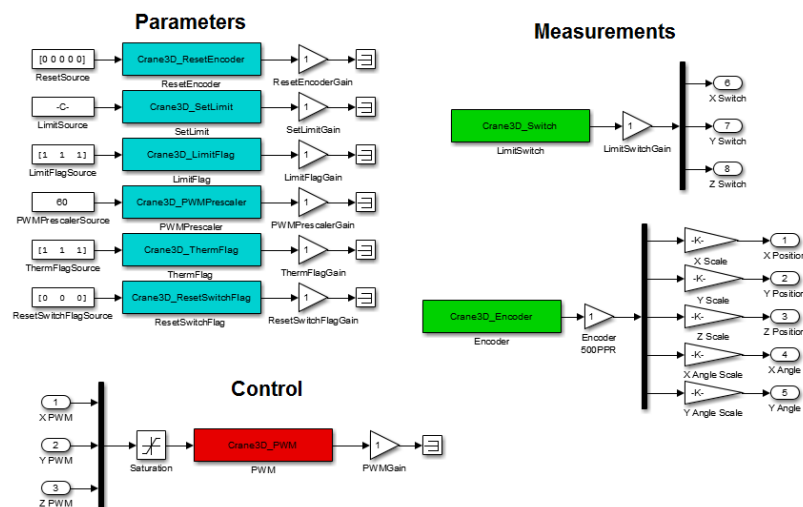 Parameters
[0 0 0 0 0]
Crane3D_ResetEncoder
1
ResetSource
ResetEncoder
ResetEncoderGain
-C-
Crane3D_SetLimit
1
LimitSource
SetLimit
SetLimitGain
[1 1 1]
Crane3D_LimitFlag
1
LimitFlagSource
LimitFlag
LimitFlagGain
60
Crane3D_PWMPrescaler
1
PWMPrescalerSource
PWMPrescaler
PWMPrescalerGain
[1 1 1]
Crane3D_ThermFlag
1
ThermFlagSource
ThermFlag
ThermFlagGain
[0 0 0]
Crane3D_ResetSwitchFlag
1
ResetSwitchFlagSource
ResetSwitchFlag
ResetSwitchFlagGain
Measurements
Crane3D_Switch
LimitSwitch
1
LimitSwitchGain
6
X Switch
7
Y Switch
8
Z Switch
Crane3D_Encoder
Encoder
1
Encoder
500PPR
-K-
X Scale
1
X Position
-K-
Y Scale
2
Y Position
-K-
Z Scale
3
Z Position
-K-
X Angle Scale
4
X Angle
-K-
Y Angle Scale
5
Y Angle
Control
1
X PWM
2
Y PWM
3
Z PWM
Saturation
Crane3D_PWM
PWM
1
PWMGain